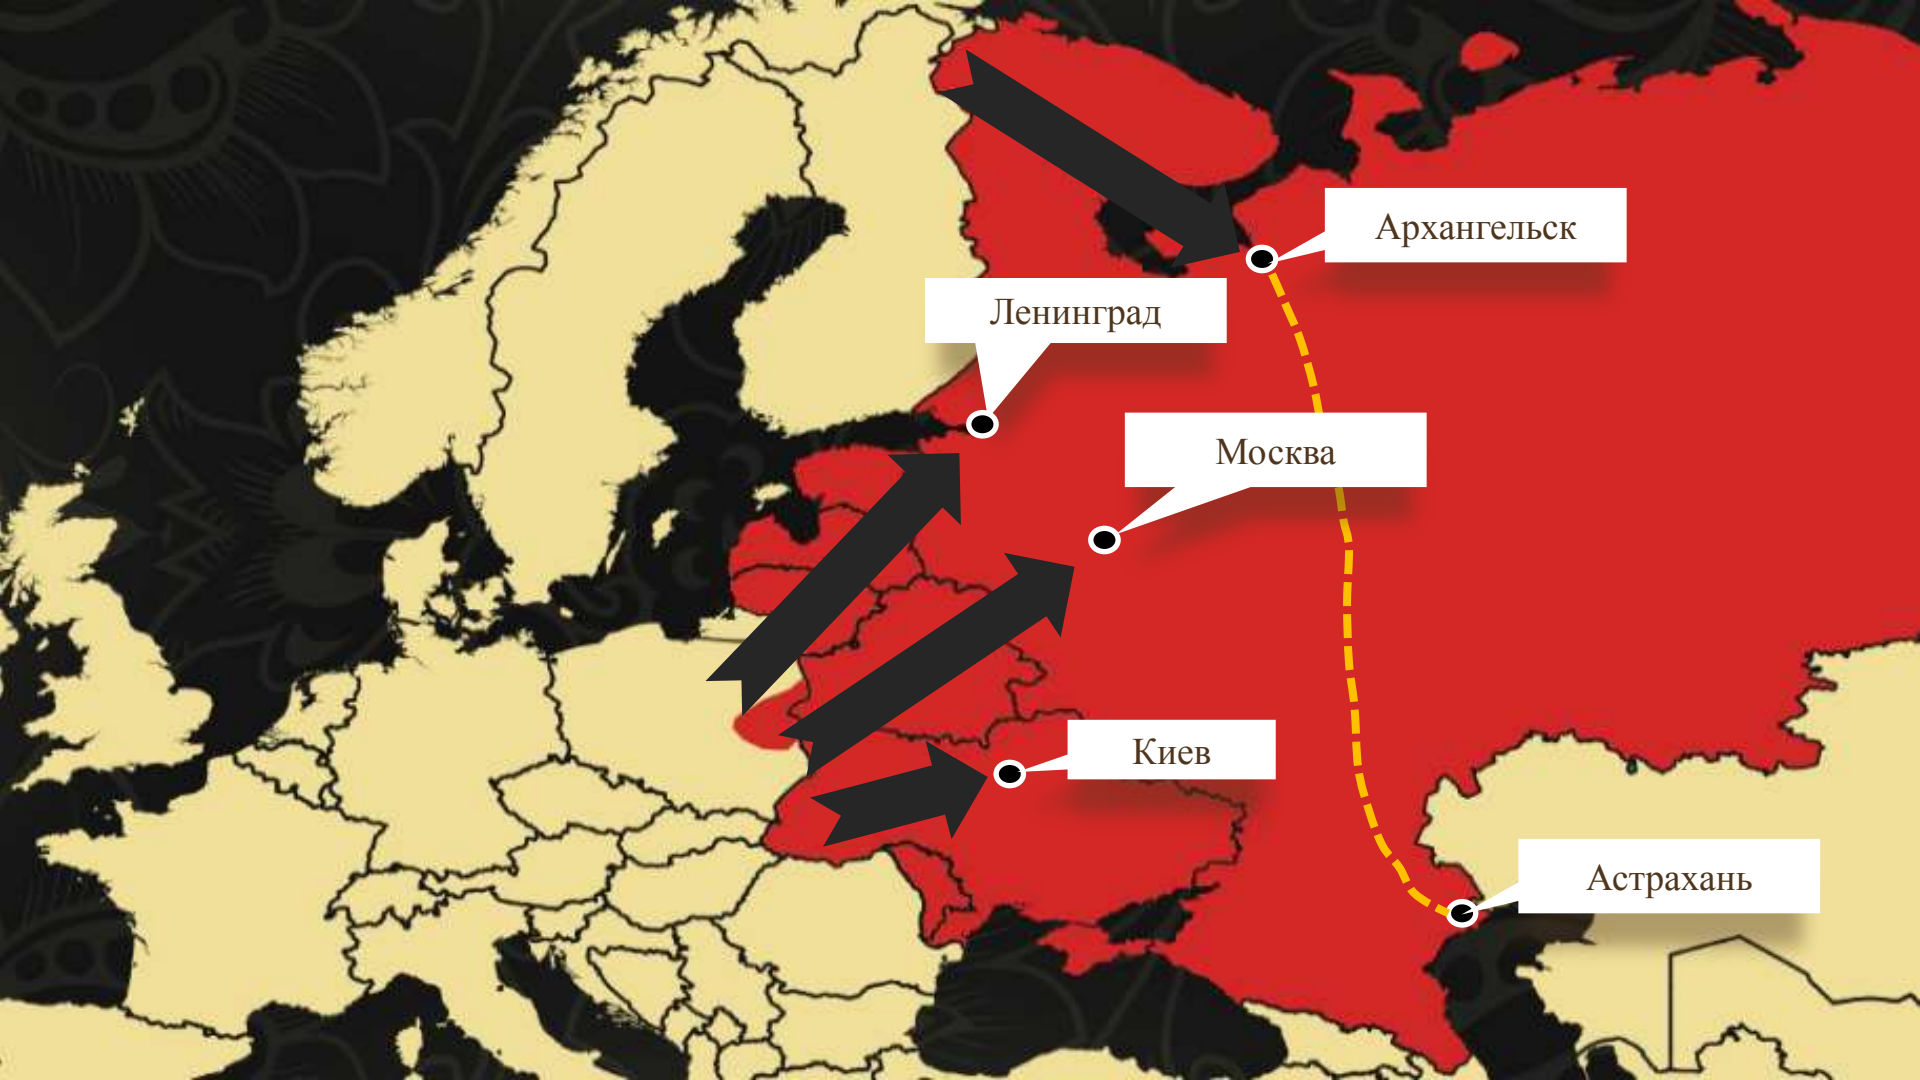 Архангельск
Ленинград
Москва
Киев
Астрахань